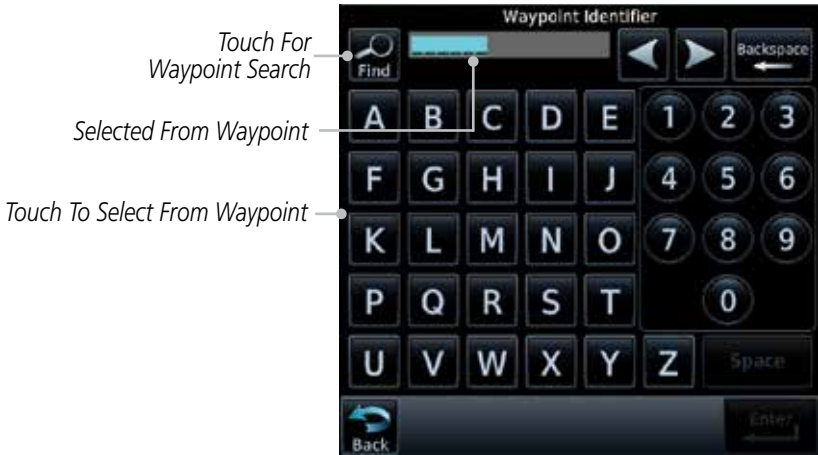 Waypoint Identifier
Touch For
Waypoint Search
Find
Backspace
Selected From Waypoint
A B C D E 1 2 3
F G H I J 4 5 6
Touch To Select From Waypoint
K L M N O 7 8 9
P Q R S T 0
U V W X Y Z Space
Back
Enter